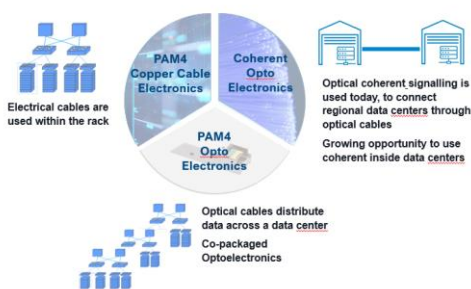 PAM4
Copper Cable
Electronics
Coherent
Opto
Electronics
PAM4
Opto
Electronics
Electrical cables are
used within the rack
Optical coherent signalling is
used today, to connect
regional data centers through
optical cables
Growing opportunity to use
coherent inside data centers
Optical cables distribute
data across a data center
Co-packaged
Optoelectronics